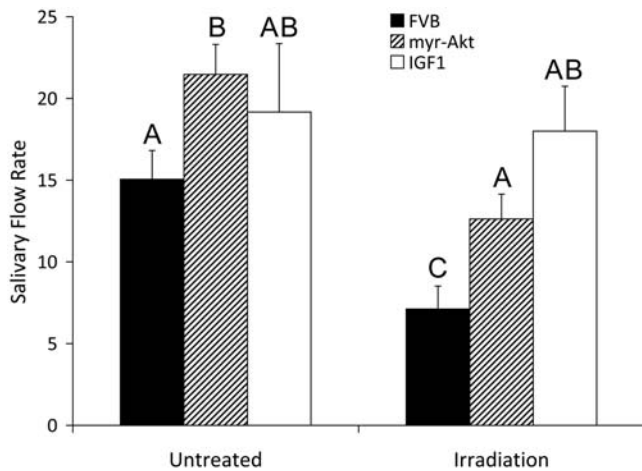 25
20
15
10
5
0
Salivary Flow Rate
FVB
myr-Akt
IGF1
A
B
AB
C
A
AB
Untreated
Irradiation